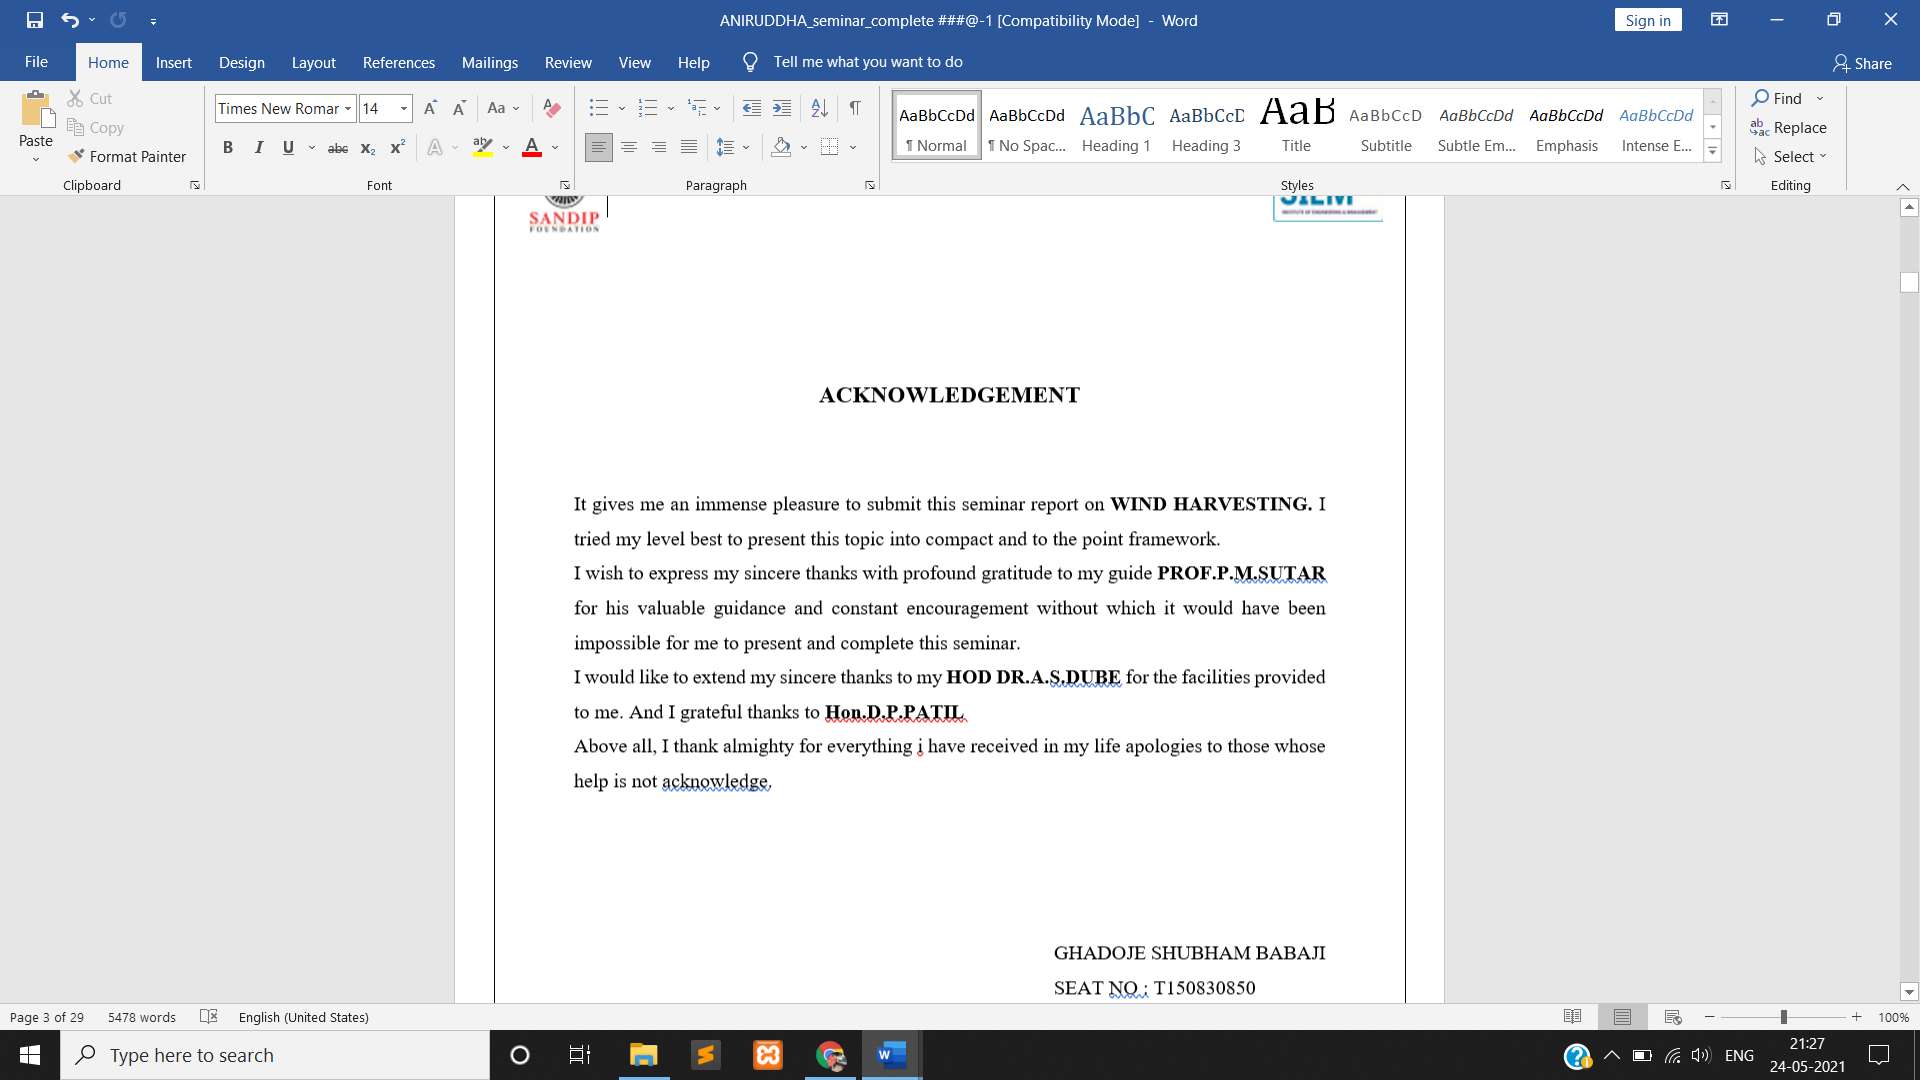 ANIRUDDHA_seminar_complete ###@-1 [Compatibility Mode] - Word
Sign in
File Home Insert Design Layout References Mailings Review View Help Tell me what you want to do
Share
Paste
Cut
Copy
Format Painter
Clipboard
Times New Romar 14
Aa
B I U abc x₂ x² A ab A
Font
Paragraph
AaBbCcDd AaBbCcDd AaBbC AaBbCcD AaB AaBbCcD AaBbCcDd AaBbCcDd AaBbCcDd
¶ Normal ¶ No Spac... Heading 1 Heading 3 Title Subtitle Subtle Em... Emphasis Intense E...
Styles
Find
Replace
Select
Editing
SANDIP
FOUNDATION
SIEM
INSTITUTE OF ENGINEERING & MANAGEMENT
ACKNOWLEDGEMENT
It gives me an immense pleasure to submit this seminar report on WIND HARVESTING. I
tried my level best to present this topic into compact and to the point framework.
I wish to express my sincere thanks with profound gratitude to my guide PROF.P.M.SUTAR
for his valuable guidance and constant encouragement without which it would have been
impossible for me to present and complete this seminar.
I would like to extend my sincere thanks to my HOD DR.A.S.DUBE for the facilities provided
to me. And I grateful thanks to Hon.D.P.PATIL
Above all, I thank almighty for everything i have received in my life apologies to those whose
help is not acknowledge.
GHADOJE SHUBHAM BABAJI
SEAT NO : T150830850
Page 3 of 29 5478 words English (United States) 100%
Type here to search
ENG
21:27
24-05-2021